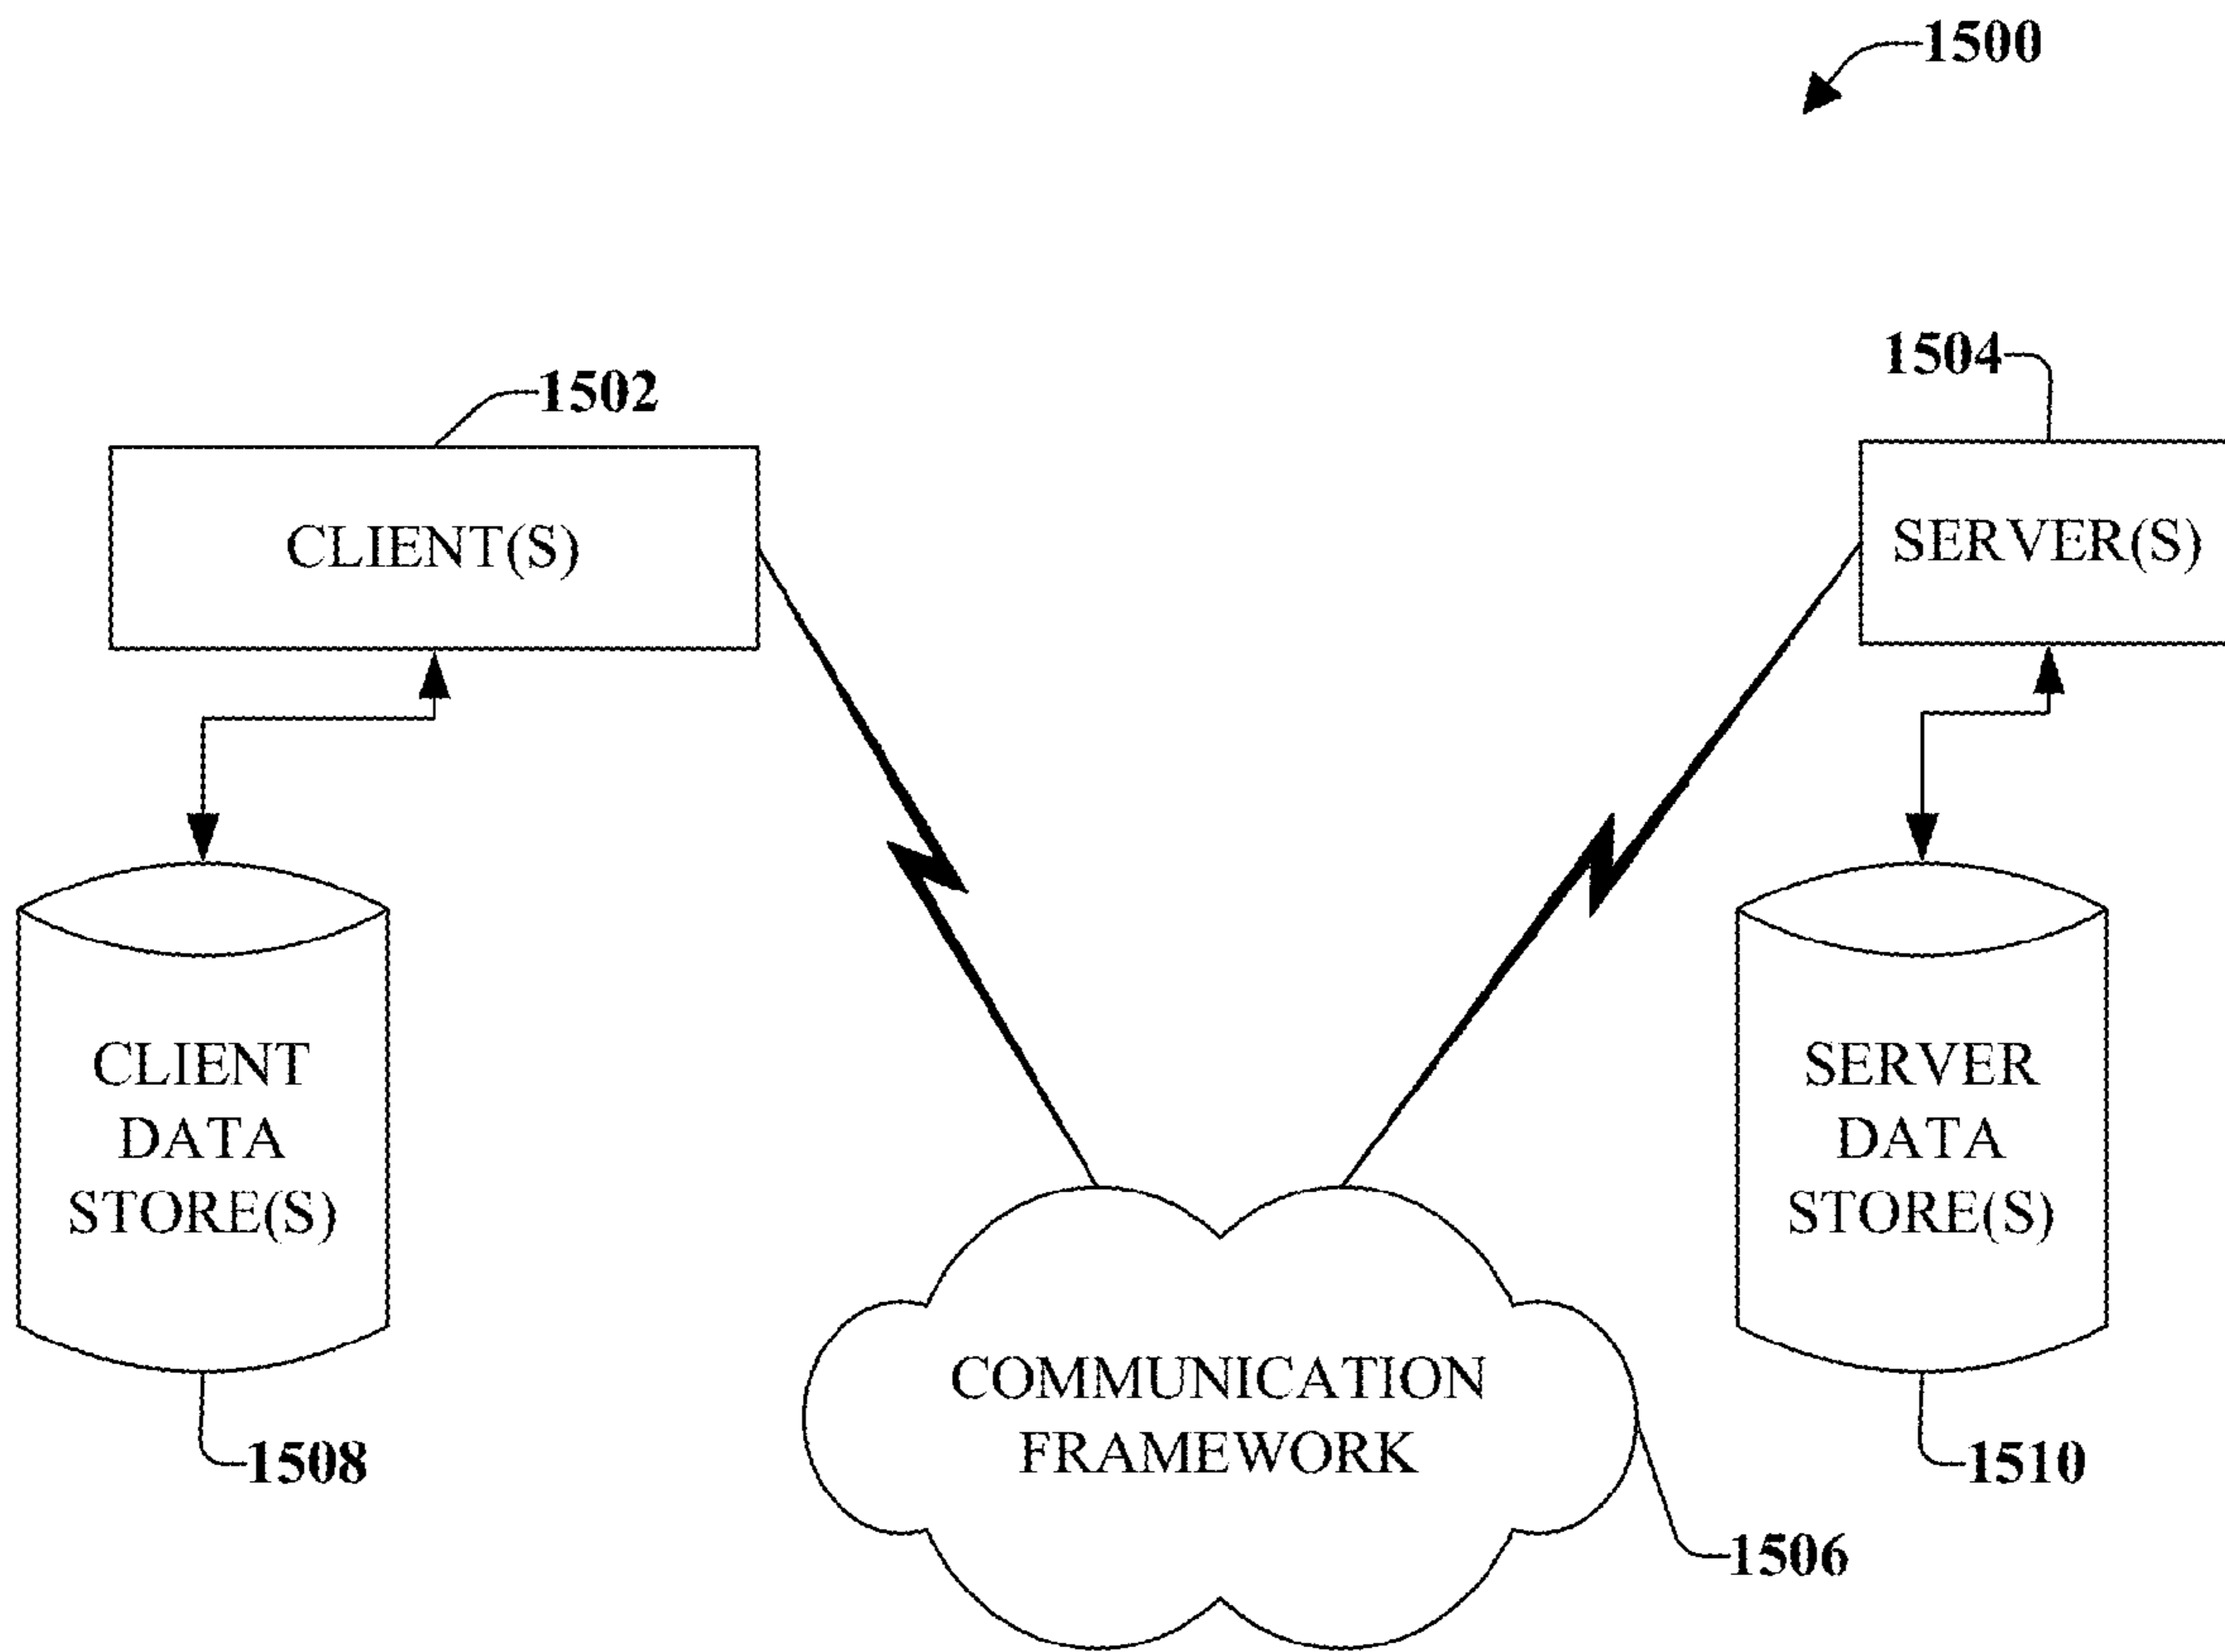 1500
1502
1504
CLIENT(S)
SERVER(S)
CLIENT
DATA
STORE(S)
SERVER
DATA
STORE(S)
COMMUNICATION
FRAMEWORK
1508
1510
1506